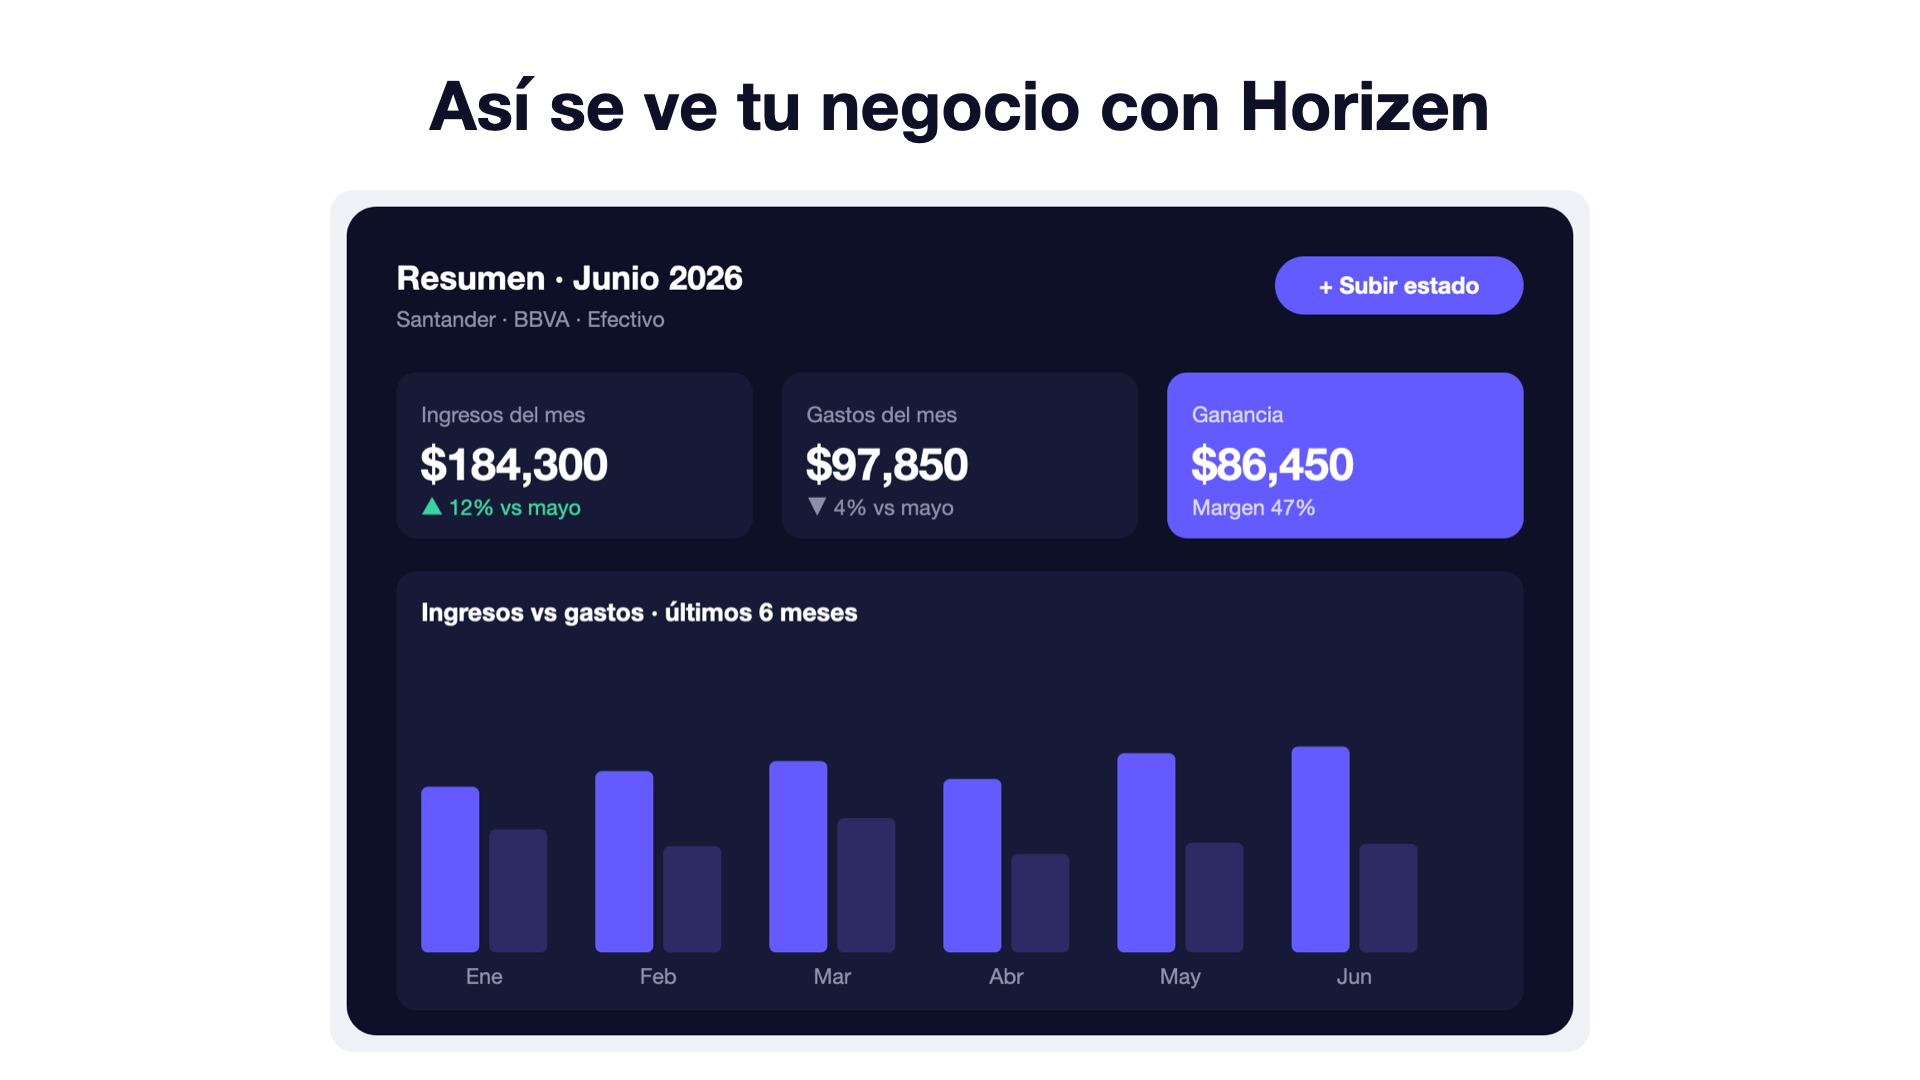 Así se ve tu negocio con Horizen
Resumen · Junio 2026
+ Subir estado
Santander · BBVA · Efectivo
Ingresos del mes
$184,300
▲ 12% vs mayo
Gastos del mes
$97,850
▼ 4% vs mayo
Ganancia
$86,450
Margen 47%
Ingresos vs gastos · últimos 6 meses
Ene Feb Mar Abr May Jun